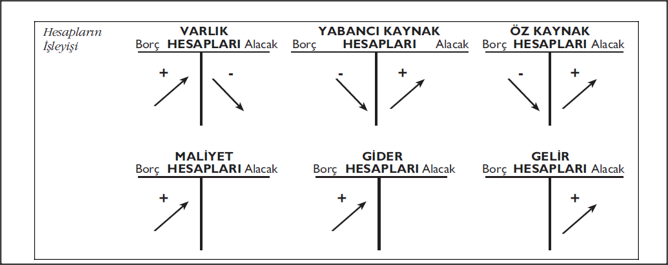 Hesapların
İşleyişi
VARLIK
Borç HESAPLARI Alacak
+ -
YABANCI KAYNAK
Borç HESAPLARI Alacak
- +
ÖZ KAYNAK
Borç HESAPLARI Alacak
- +
MALİYET
Borç HESAPLARI Alacak
+
GİDER
Borç HESAPLARI Alacak
+
GELİR
Borç HESAPLARI Alacak
+